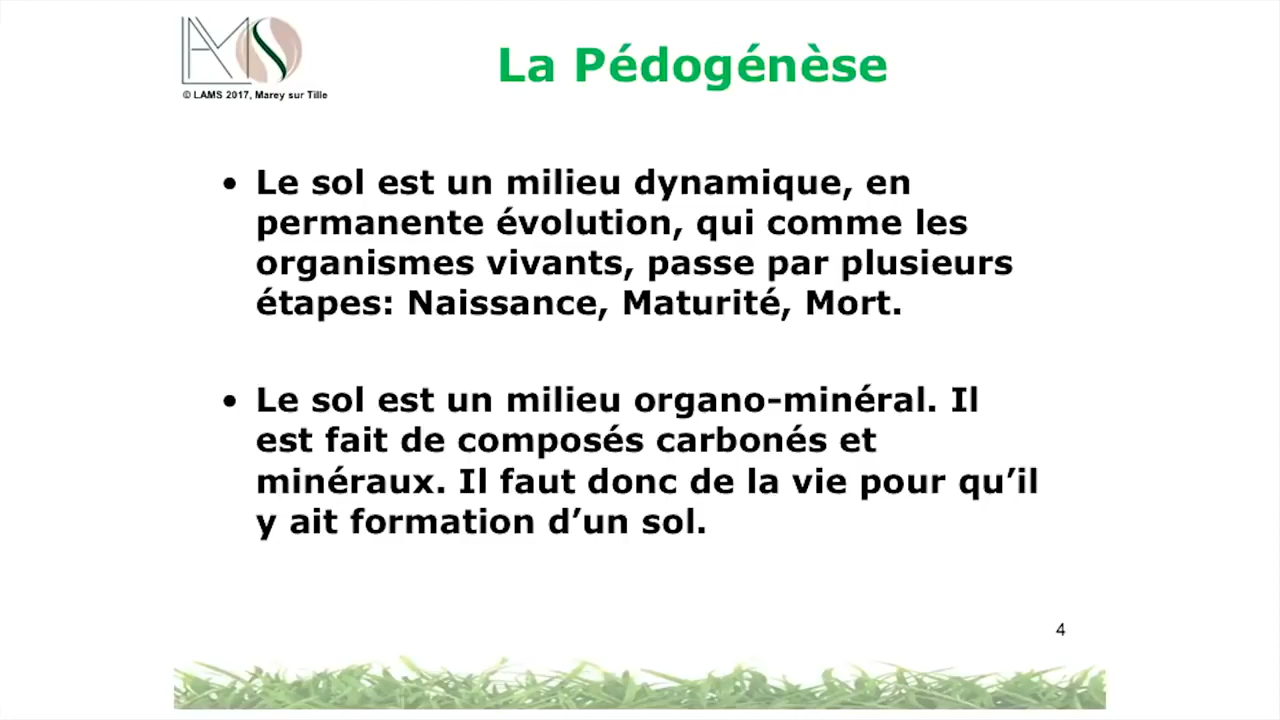 LAMS
© LAMS 2017, Marey sur Tille
La Pédogénèse
• Le sol est un milieu dynamique, en
permanente évolution, qui comme les
organismes vivants, passe par plusieurs
étapes: Naissance, Maturité, Mort.
• Le sol est un milieu organo-minéral. Il
est fait de composés carbonés et
minéraux. Il faut donc de la vie pour qu’il
y ait formation d’un sol.
4